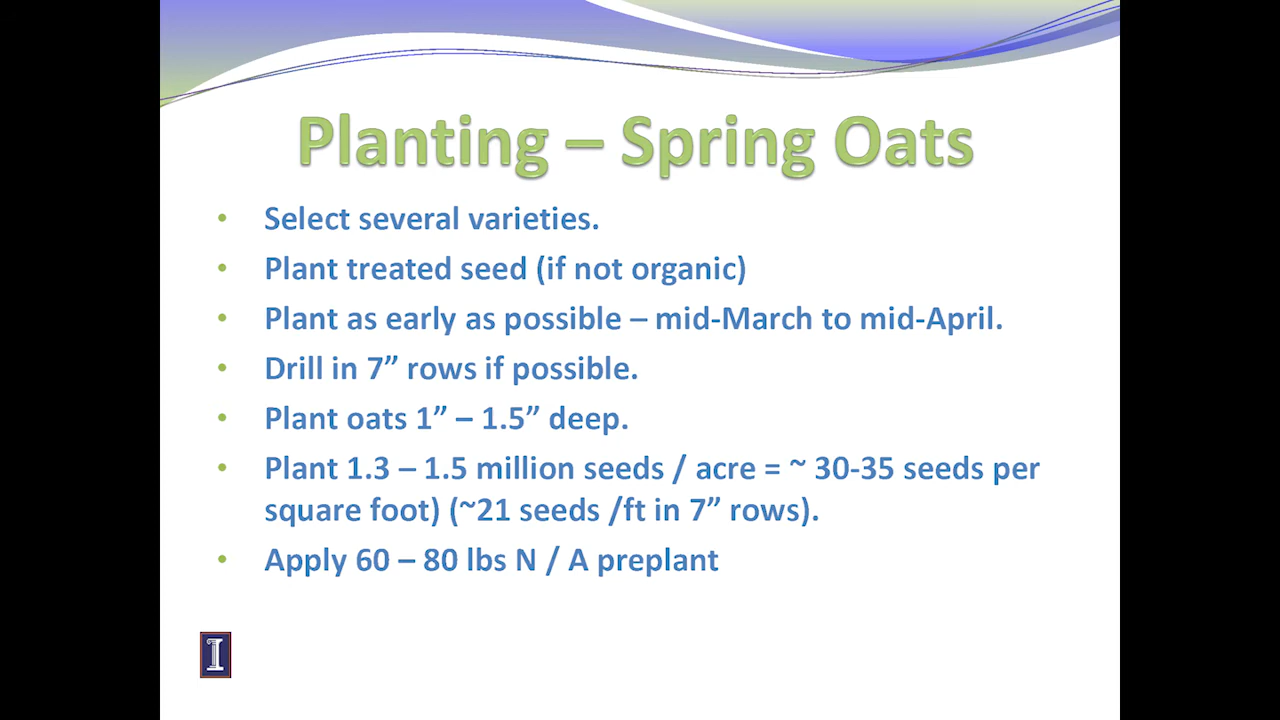 Planting – Spring Oats
• Select several varieties.
• Plant treated seed (if not organic)
• Plant as early as possible – mid-March to mid-April.
• Drill in 7” rows if possible.
• Plant oats 1” – 1.5” deep.
• Plant 1.3 – 1.5 million seeds / acre = ~ 30-35 seeds per
square foot) (~21 seeds /ft in 7” rows).
• Apply 60 – 80 lbs N / A preplant
I